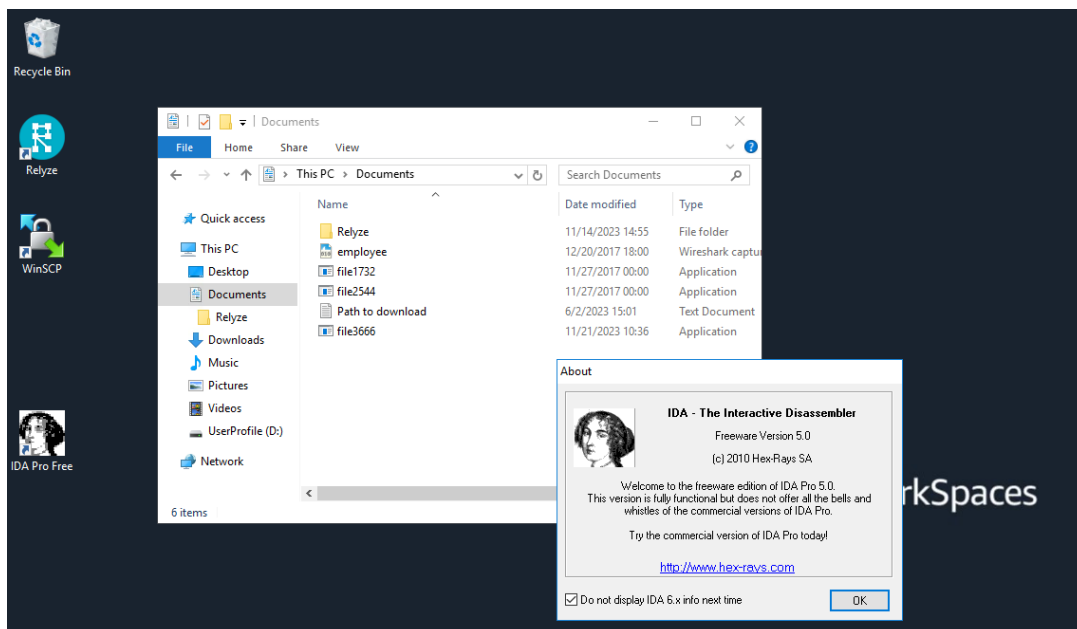 Recycle Bin
Relyze
WinSCP
IDA Pro Free
Documents
File Home Share View
This PC Documents
Search Documents
Name Date modified Type
Quick access
This PC
Desktop
Documents
Relyze
Downloads
Music
Pictures
Videos
UserProfile (D:)
Network
Relyze 11/14/2023 14:55 File folder
employee 12/20/2017 18:00 Wireshark captu
file1732 11/27/2017 00:00 Application
file2544 11/27/2017 00:00 Application
Path to download 6/2/2023 15:01 Text Document
file3666 11/21/2023 10:36 Application
6 items
About
IDA - The Interactive Disassembler
Freeware Version 5.0
(c) 2010 Hex-Rays SA
Welcome to the freeware edition of IDA Pro 5.0.
This version is fully functional but does not offer all the bells and
whistles of the commercial versions of IDA Pro.
Try the commercial version of IDA Pro today!
http://www.hex-rays.com
Do not display IDA 6.x info next time
OK
rkSpaces